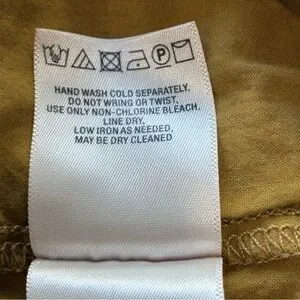 P
HAND WASH COLD SEPARATELY.
DO NOT WRING OR TWIST.
USE ONLY NON-CHLORINE BLEACH.
LINE DRY.
LOW IRON AS NEEDED,
MAY BE DRY CLEANED